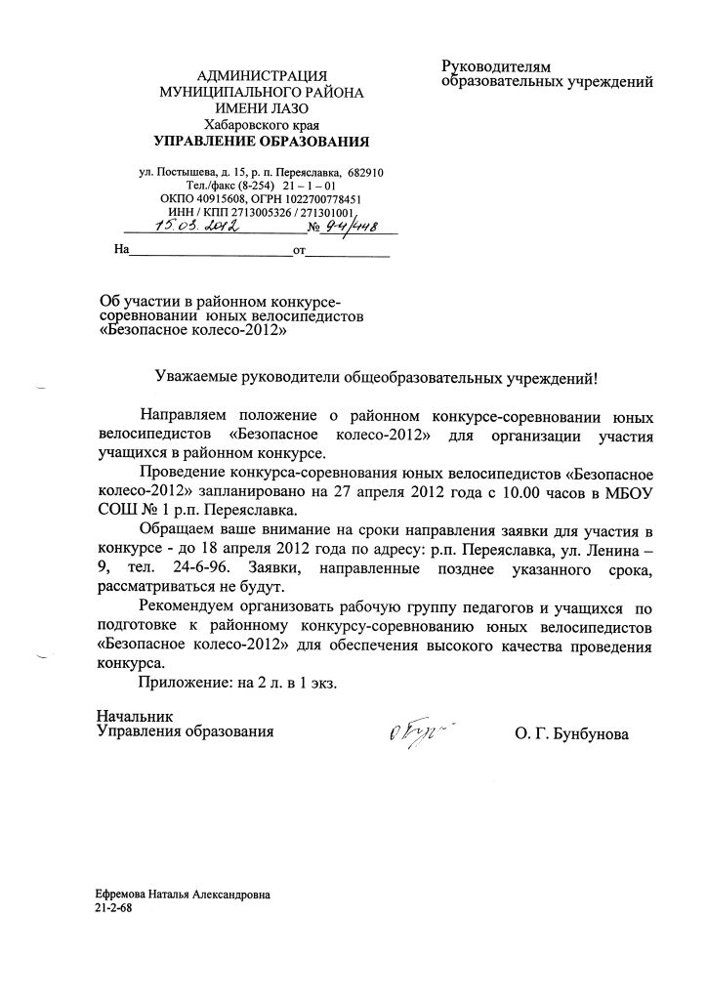 Руководителям
образовательных учреждений
АДМИНИСТРАЦИЯ
МУНИЦИПАЛЬНОГО РАЙОНА
ИМЕНИ ЛАЗО
Хабаровского края
УПРАВЛЕНИЕ ОБРАЗОВАНИЯ
ул. Постышева, д. 15, р. п. Переяславка, 682910
Тел./факс (8-254) 21 – 1 – 01
ОКПО 40915608, ОГРН 1022700778451
ИНН / КПП 2713005326 / 271301001
15.03.2012 № 9-4/448
На от
Об участии в районном конкурсе-
соревновании юных велосипедистов
«Безопасное колесо-2012»
Уважаемые руководители общеобразовательных учреждений!
Направляем положение о районном конкурсе-соревновании юных
велосипедистов «Безопасное колесо-2012» для организации участия
учащихся в районном конкурсе.
Проведение конкурса-соревнования юных велосипедистов «Безопасное
колесо-2012» запланировано на 27 апреля 2012 года с 10.00 часов в МБОУ
СОШ № 1 р.п. Переяславка.
Обращаем ваше внимание на сроки направления заявки для участия в
конкурсе - до 18 апреля 2012 года по адресу: р.п. Переяславка, ул. Ленина –
9, тел. 24-6-96. Заявки, направленные позднее указанного срока,
рассматриваться не будут.
Рекомендуем организовать рабочую группу педагогов и учащихся по
подготовке к районному конкурсу-соревнованию юных велосипедистов
«Безопасное колесо-2012» для обеспечения высокого качества проведения
конкурса.
Приложение: на 2 л. в 1 экз.
Начальник
Управления образования О. Г. Бунбунова
Ефремова Наталья Александровна
21-2-68